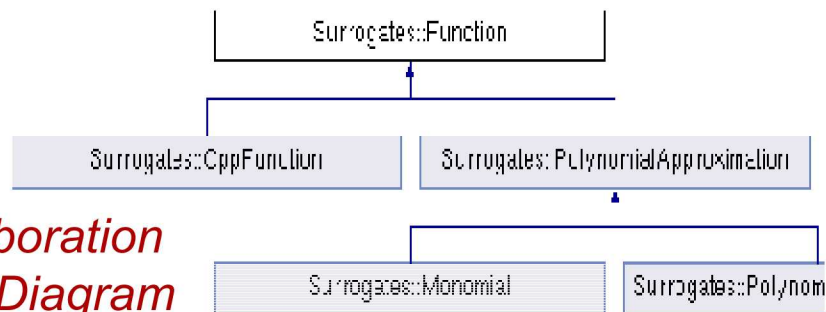 Surrogates::Function
Surrogates::CppFunction
Surrogates::PolynomialApproximation
boration
Diagram
Surrogates::Monomial
Surrogates::Polynom